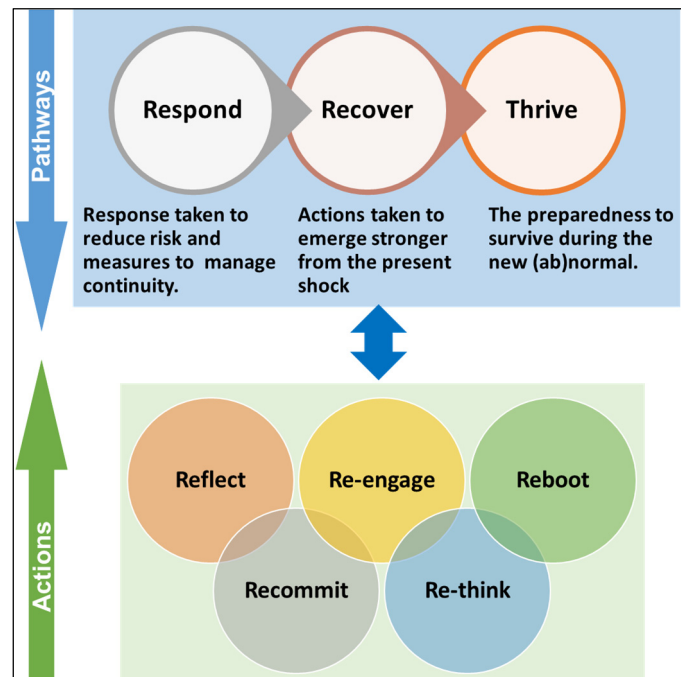 Pathways
Respond
Recover
Thrive
Response taken to
reduce risk and
measures to manage
continuity.
Actions taken to
emerge stronger
from the present
shock
The preparedness to
survive during the
new (ab)normal.
Actions
Reflect
Re-engage
Reboot
Recommit
Re-think